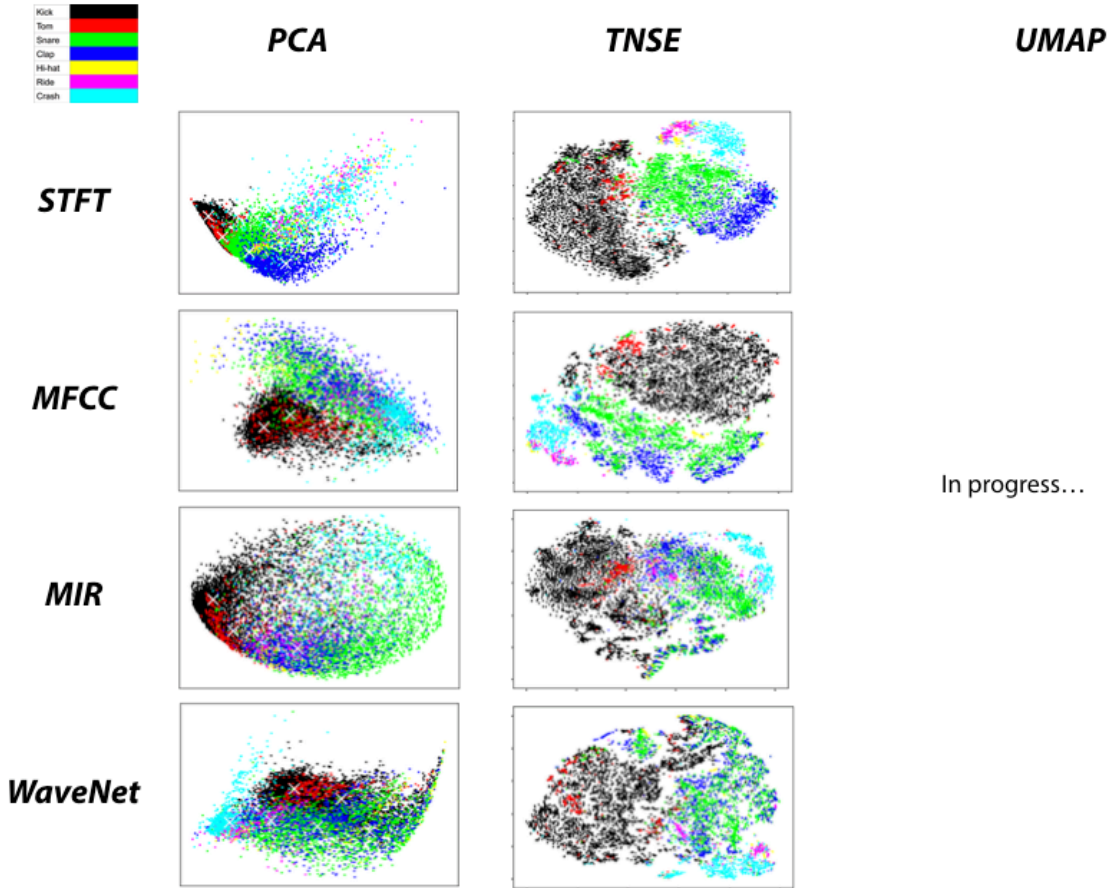 Kick
Tom
Snare
Clap
Hi-hat
Ride
Crash
PCA TNSE UMAP
STFT
MFCC
In progress...
MIR
WaveNet